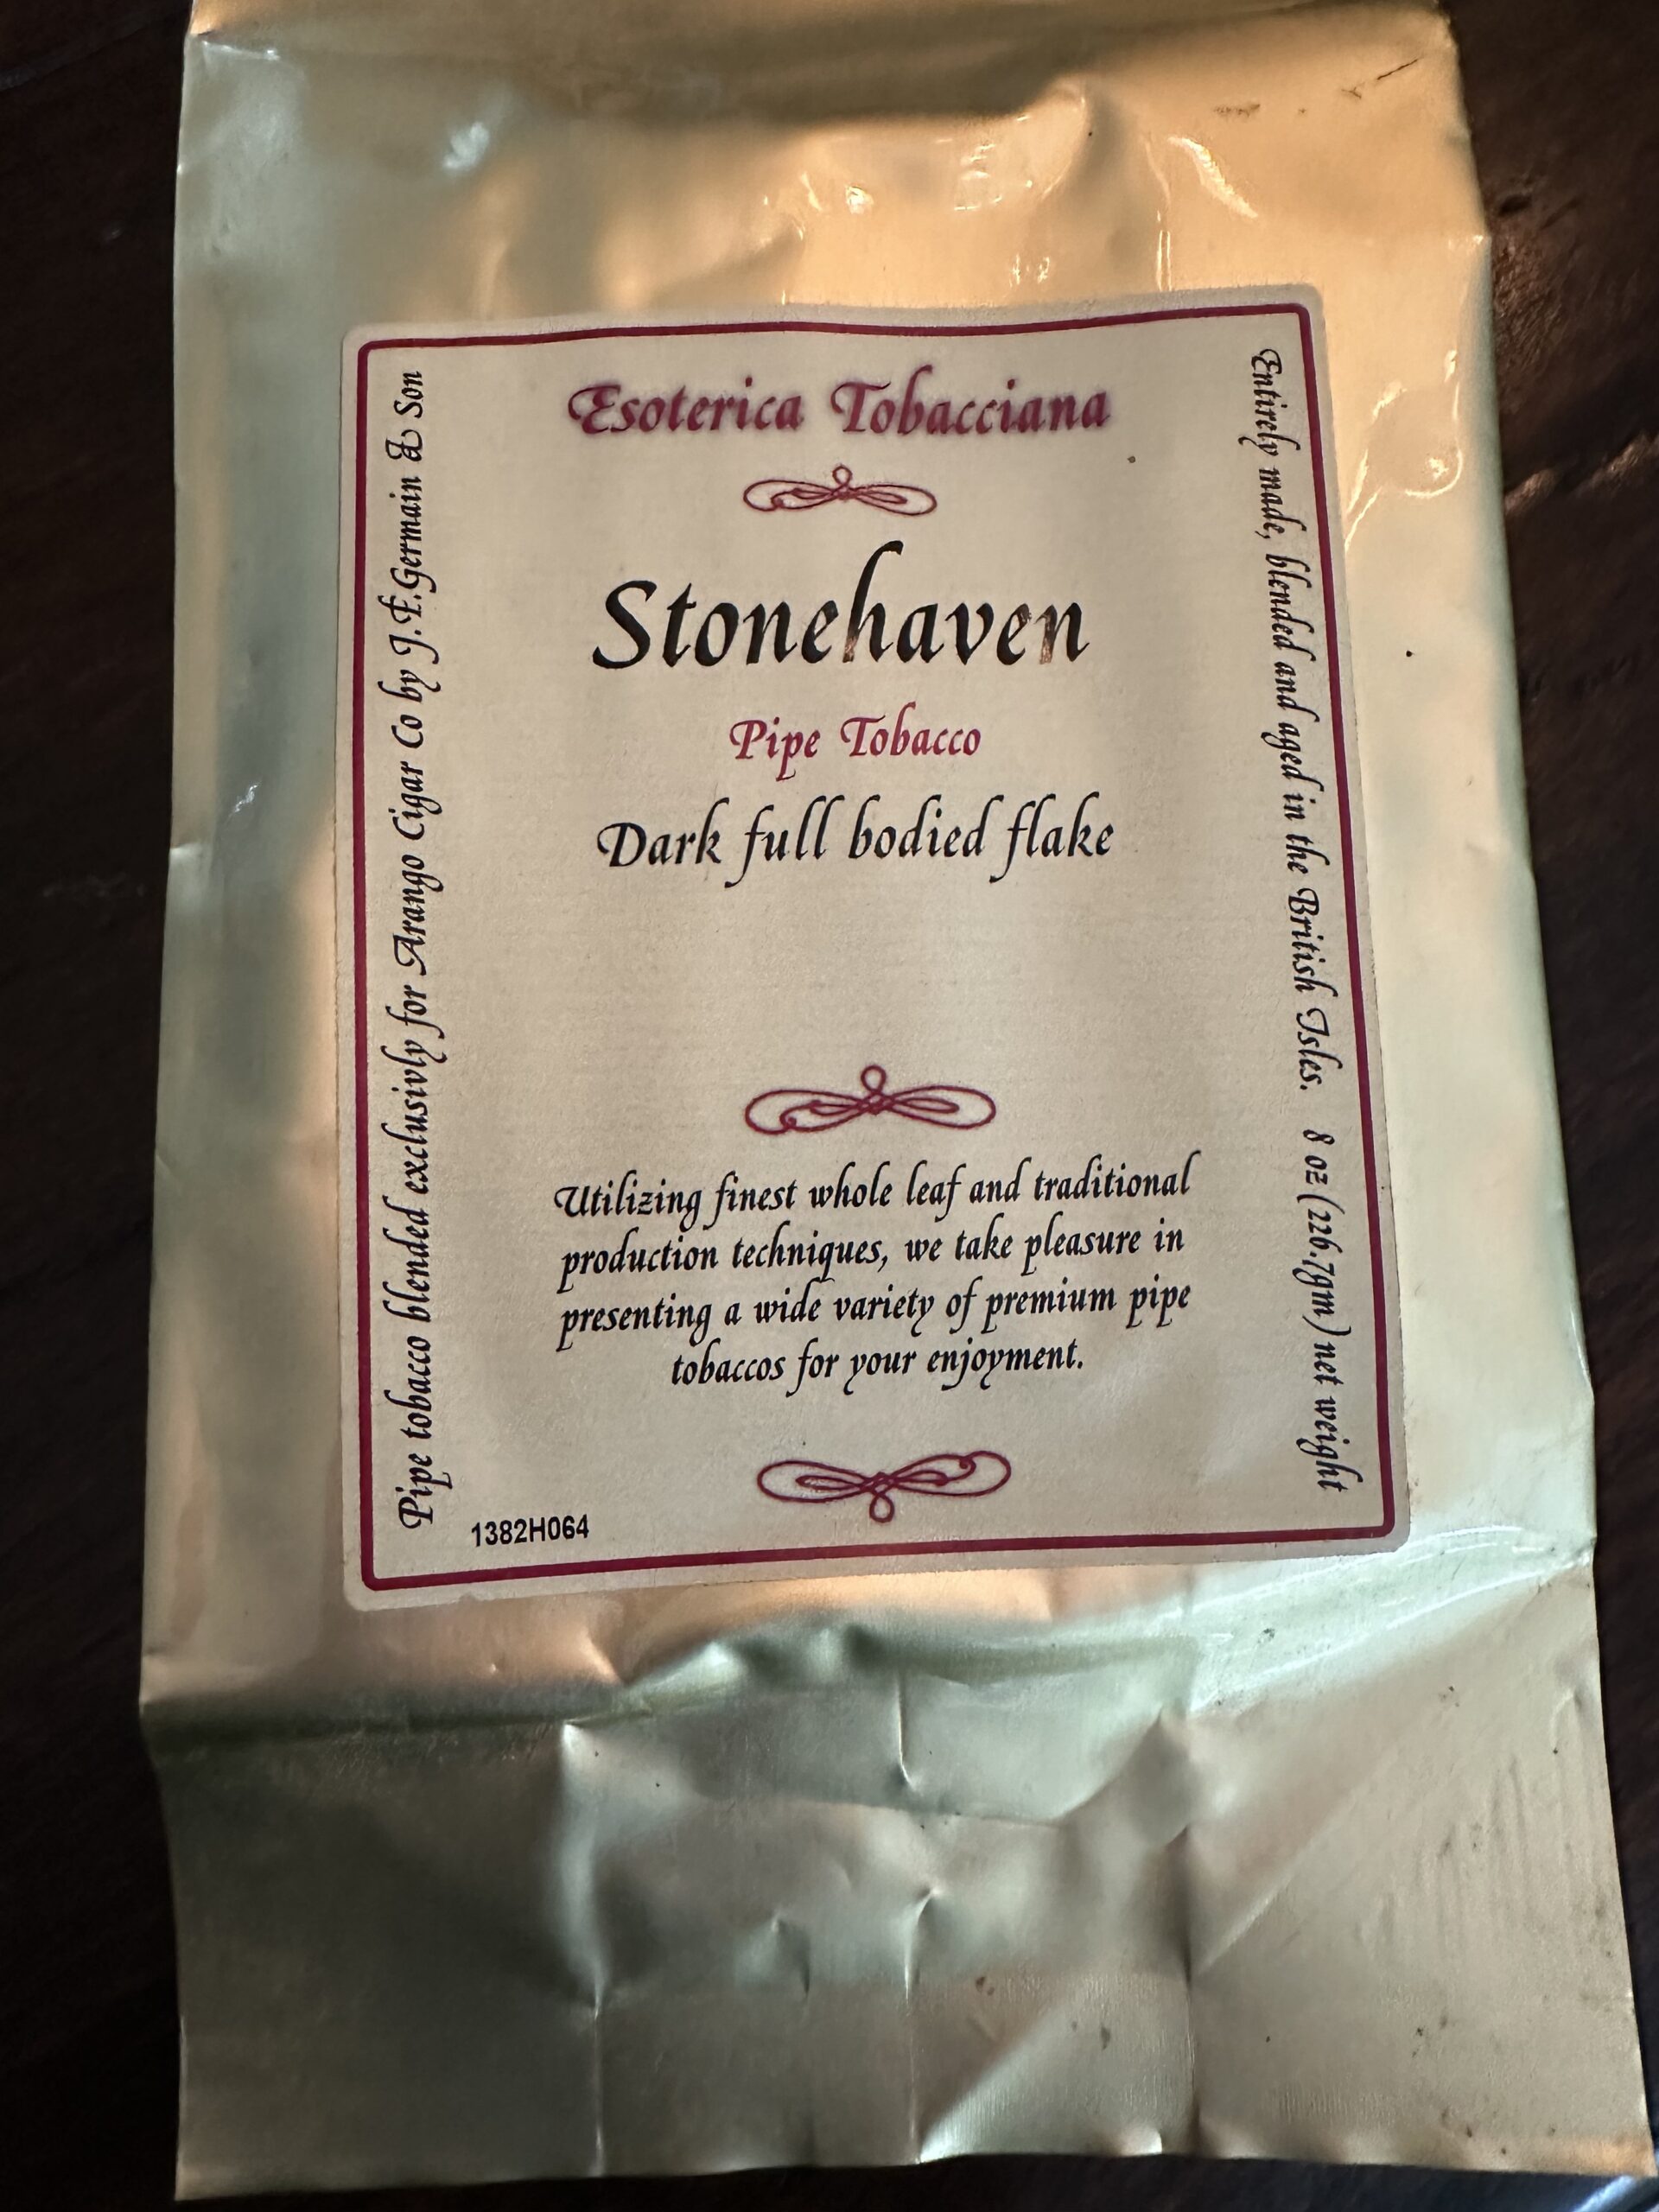 Esoterica Tobacciana
Stonehaven
Pipe Tobacco
Dark full bodied flake
Utilizing finest whole leaf and traditional
production techniques, we take pleasure in
presenting a wide variety of premium pipe
tobaccos for your enjoyment.
1382H064
Pipe tobacco blended exclusivly for Arango Cigar Co by J.F.Germain & Son
Entirely made, blended and aged in the British Isles. 8 oz (226.7gm) net weight